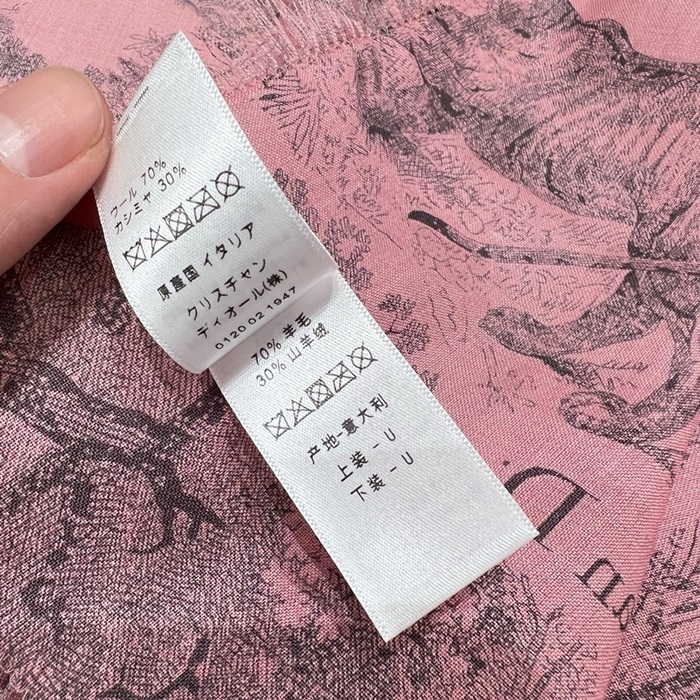 ウール 70%
カシミヤ 30%
原産国 イタリア
クリスチャン
ディオール(株)
0120 02 1947
70% 羊毛
30% 山羊绒
产地-意大利
上装 - U
下装 - U
D
au